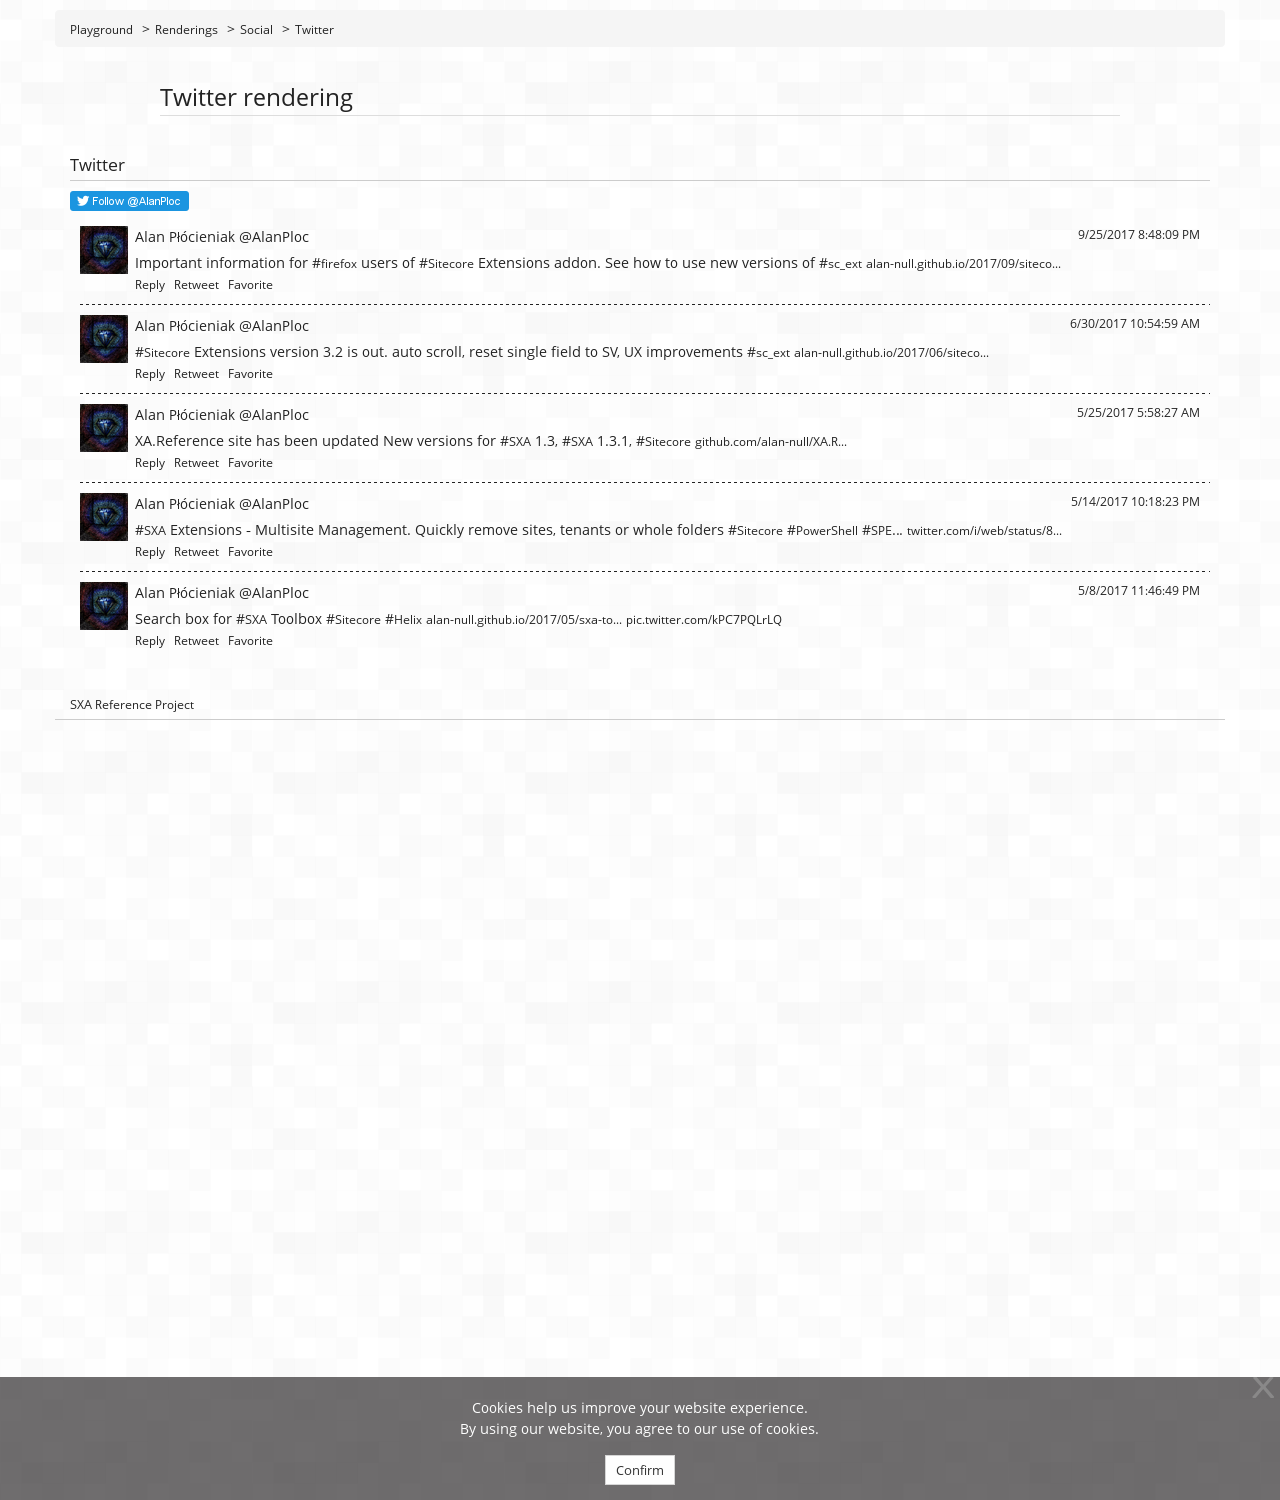 Playground > Renderings > Social > Twitter
Twitter rendering
Twitter
Follow @AlanPloc
Alan Płócieniak @AlanPloc 9/25/2017 8:48:09 PM
Important information for #firefox users of #Sitecore Extensions addon. See how to use new versions of #sc_ext alan-null.github.io/2017/09/siteco...
Reply Retweet Favorite
Alan Płócieniak @AlanPloc 6/30/2017 10:54:59 AM
#Sitecore Extensions version 3.2 is out. auto scroll, reset single field to SV, UX improvements #sc_ext alan-null.github.io/2017/06/siteco...
Reply Retweet Favorite
Alan Płócieniak @AlanPloc 5/25/2017 5:58:27 AM
XA.Reference site has been updated New versions for #SXA 1.3, #SXA 1.3.1, #Sitecore github.com/alan-null/XA.R...
Reply Retweet Favorite
Alan Płócieniak @AlanPloc 5/14/2017 10:18:23 PM
#SXA Extensions - Multisite Management. Quickly remove sites, tenants or whole folders #Sitecore #PowerShell #SPE... twitter.com/i/web/status/8...
Reply Retweet Favorite
Alan Płócieniak @AlanPloc 5/8/2017 11:46:49 PM
Search box for #SXA Toolbox #Sitecore #Helix alan-null.github.io/2017/05/sxa-to... pic.twitter.com/kPC7PQLrLQ
Reply Retweet Favorite
SXA Reference Project
Cookies help us improve your website experience.
By using our website, you agree to our use of cookies.
Confirm